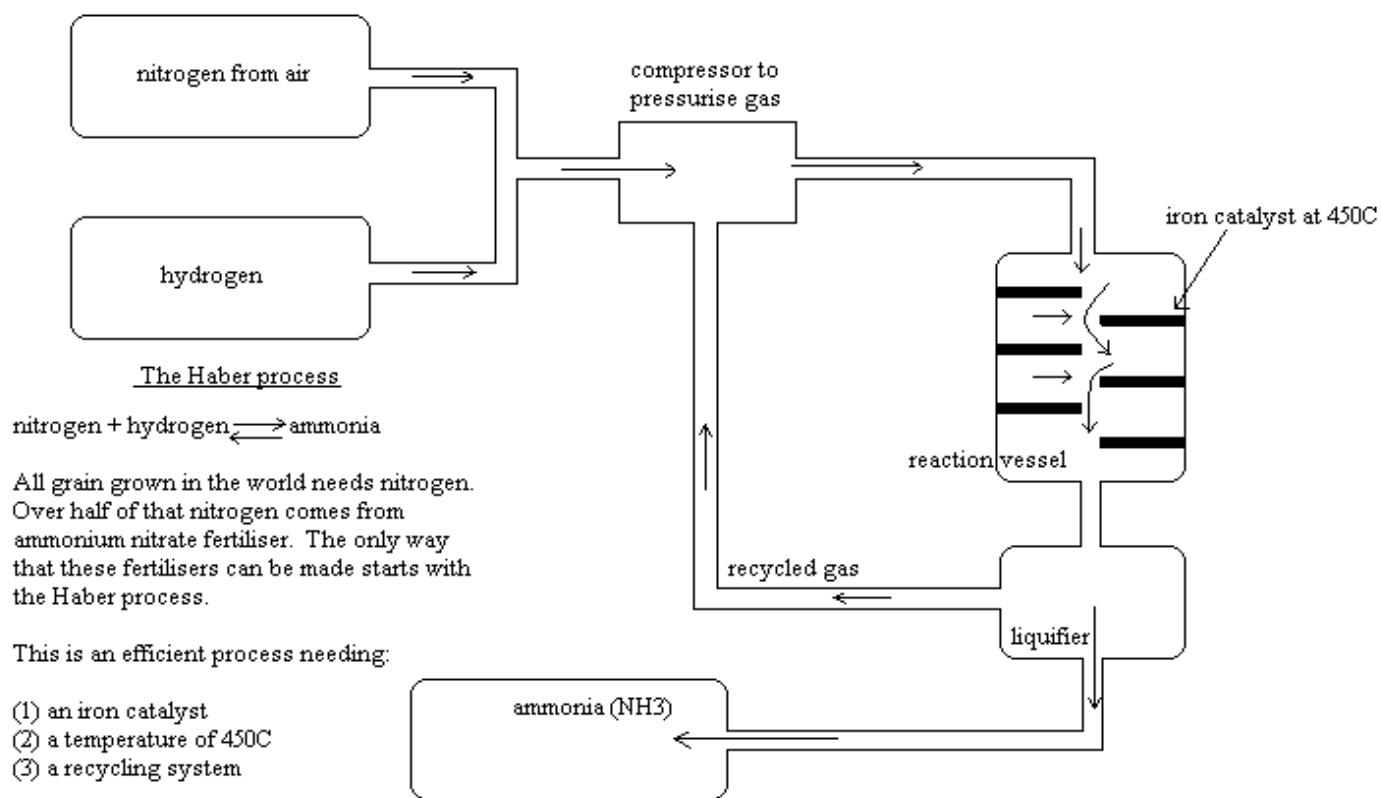 nitrogen from air
compressor to
pressurise gas
iron catalyst at 450C
hydrogen
The Haber process
nitrogen + hydrogen ⇌ ammonia
reaction vessel
All grain grown in the world needs nitrogen.
Over half of that nitrogen comes from
ammonium nitrate fertiliser. The only way
that these fertilisers can be made starts with
the Haber process.
recycled gas
liquifier
This is an efficient process needing:
ammonia (NH3)
(1) an iron catalyst
(2) a temperature of 450C
(3) a recycling system